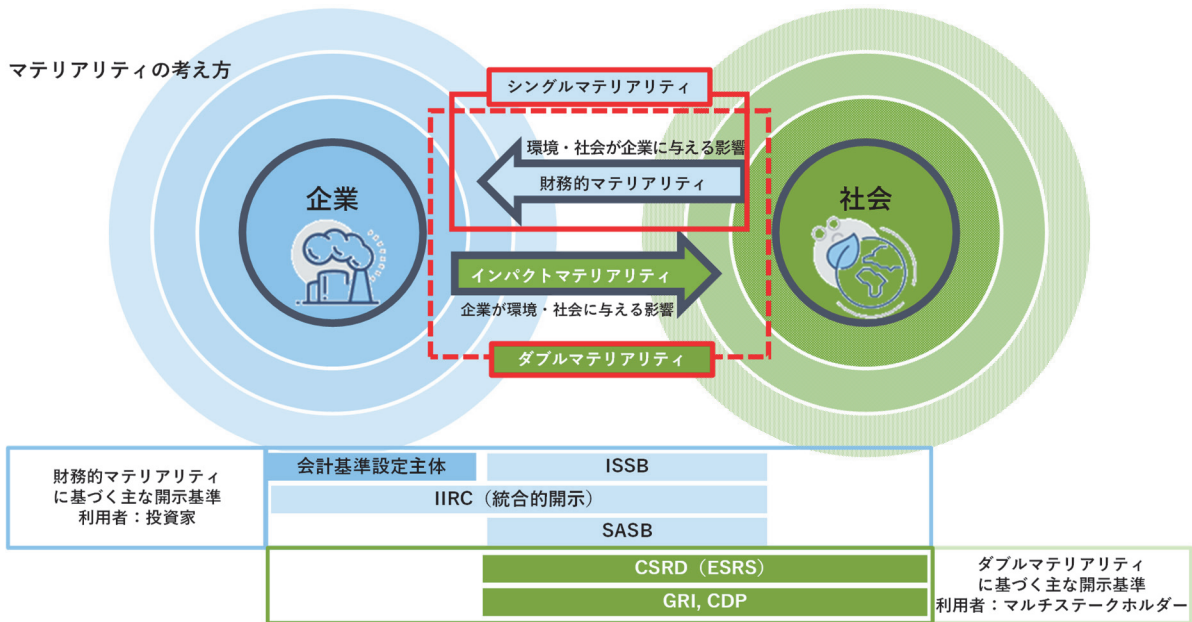 マテリアリティの考え方
シングルマテリアリティ
環境・社会が企業に与える影響
財務的マテリアリティ
企業
社会
インパクトマテリアリティ
企業が環境・社会に与える影響
ダブルマテリアリティ
財務的マテリアリティ
に基づく主な開示基準
利用者：投資家
会計基準設定主体
ISSB
IIRC（統合的開示）
SASB
CSRD（ESRS）
GRI, CDP
ダブルマテリアリティ
に基づく主な開示基準
利用者：マルチステークホルダー